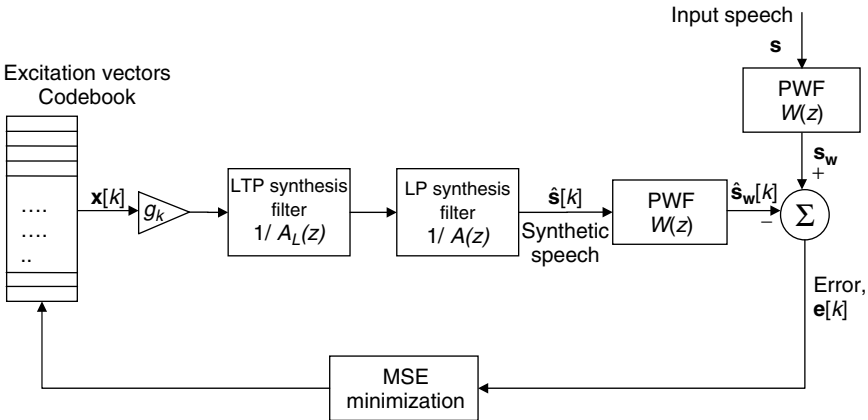 Input speech
s
Excitation vectors
Codebook
PWF
W(z)
s_w
+
x[k]
g_k
LTP synthesis
filter
1/ A_L(z)
LP synthesis
filter
1/ A(z)
ŝ[k]
Synthetic
speech
PWF
W(z)
ŝ_w[k]
−
Σ
....
....
..
Error,
e[k]
MSE
minimization